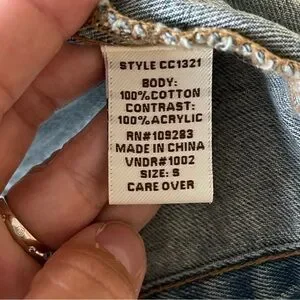 STYLE CC1321
BODY:
100%COTTON
CONTRAST:
100%ACRYLIC
RN#109283
MADE IN CHINA
VNDR#1002
SIZE: S
CARE OVER